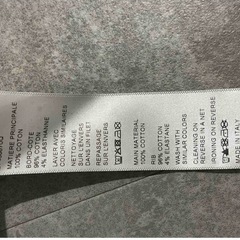 MATIERE PRINCIPALE
100% COTON
BORD-COTE
96% COTON
4% ELASTHANNE
LAVER AVEC
COLORIS SIMILAIRES
NETTOYAGE
SUR L'ENVERS
DANS UN FILET
REPASSAGE
SUR L'ENVERS
MAIN MATERIAL
100% COTTON
RIB
96% COTTON
4% ELASTANE
WASH WITH
SIMILAR COLORS
CLEANING ON
REVERSE IN A NET
IRONING ON REVERSE
MADE IN ITALY